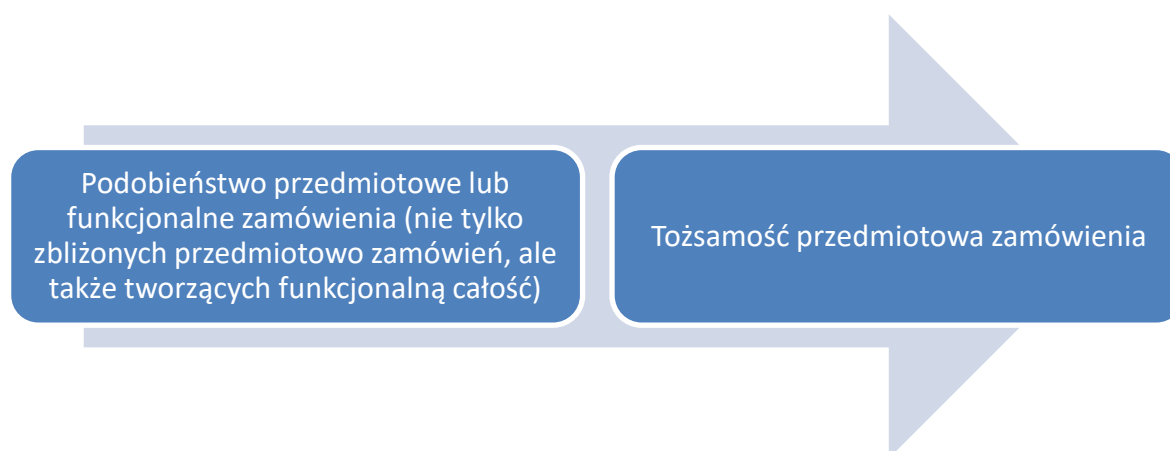 Podobieństwo przedmiotowe lub
funkcjonalne zamówienia (nie tylko
zbliżonych przedmiotowo zamówień, ale
także tworzących funkcjonalną całość)
Tożsamość przedmiotowa zamówienia